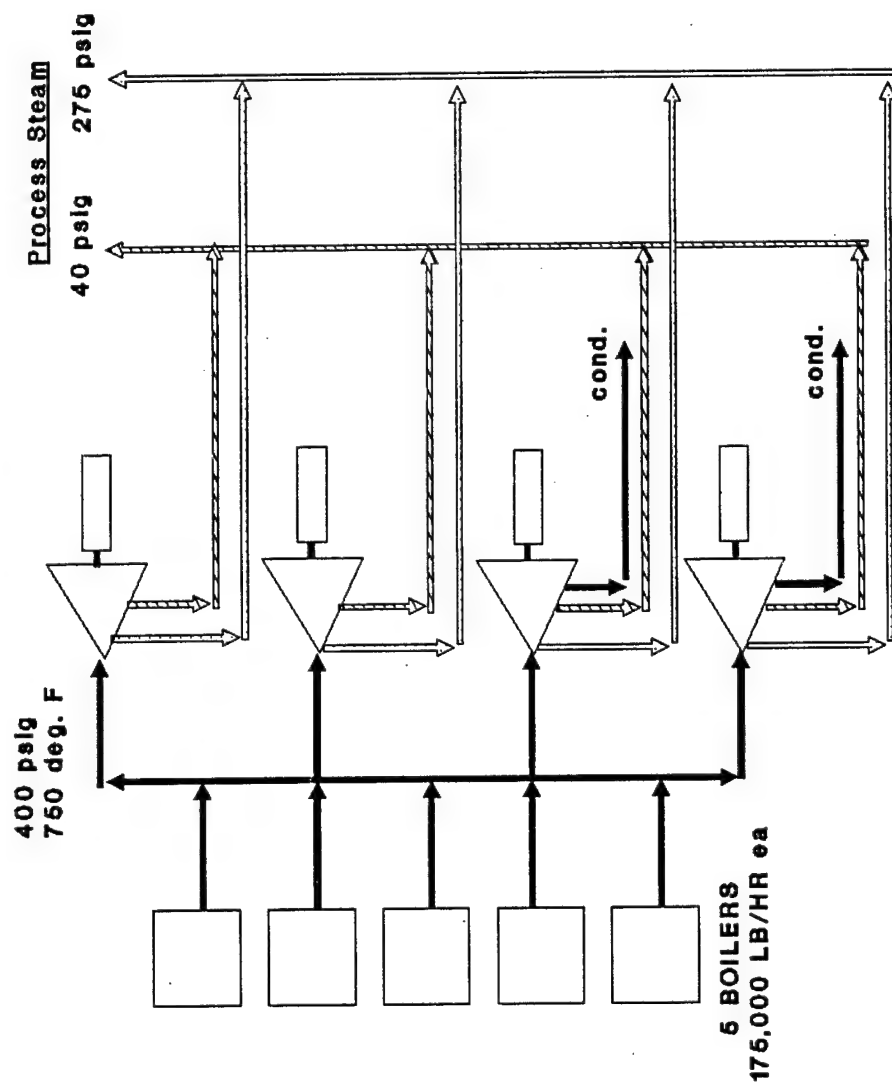 Process Steam
40 psig 275 psig
400 psig
750 deg. F
cond.
cond.
5 BOILERS
175,000 LB/HR ea